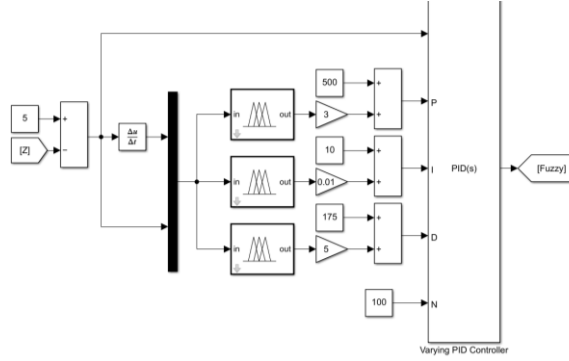 5
+
−
[Z]
Δu
Δt
in out
in out
in out
500
3
+
+
10
0.01
+
+
175
5
+
+
100
P
I
D
N
PID(s)
[Fuzzy]
Varying PID Controller